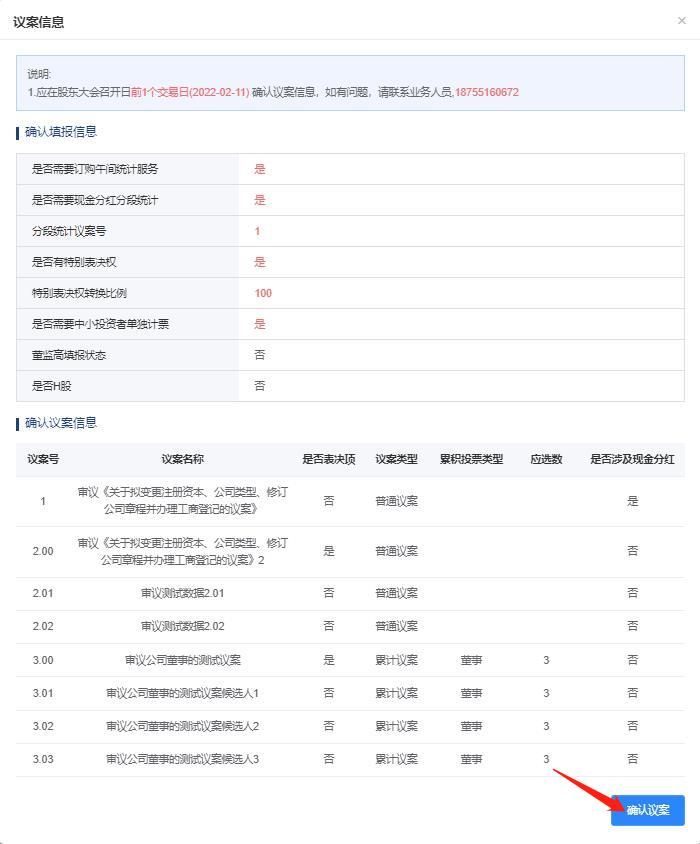 议案信息
×
说明:
1.应在股东大会召开日前1个交易日(2022-02-11) 确认议案信息，如有问题，请联系业务人员,18755160672
确认填报信息
是否需要订购午间统计服务 是
是否需要现金分红分段统计 是
分段统计议案号 1
是否有特别表决权 是
特别表决权转换比例 100
是否需要中小投资者单独计票 是
董监高填报状态 否
是否H股 否
确认议案信息
议案号 议案名称 是否表决顶 议案类型 累积投票类型 应选数 是否涉及现金分红
1 审议《关于拟变更注册资本、公司类型、修订 否 普通议案 是
公司章程并办理工商登记的议案》
2.00 审议《关于拟变更注册资本、公司类型、修订 是 普通议案 否
公司章程并办理工商登记的议案》2
2.01 审议测试数据2.01 否 普通议案 否
2.02 审议测试数据2.02 否 普通议案 否
3.00 审议公司董事的测试议案 是 累计议案 董事 3 否
3.01 审议公司董事的测试议案候选人1 否 累计议案 董事 3 否
3.02 审议公司董事的测试议案候选人2 否 累计议案 董事 3 否
3.03 审议公司董事的测试议案候选人3 否 累计议案 董事 3 否
确认议案